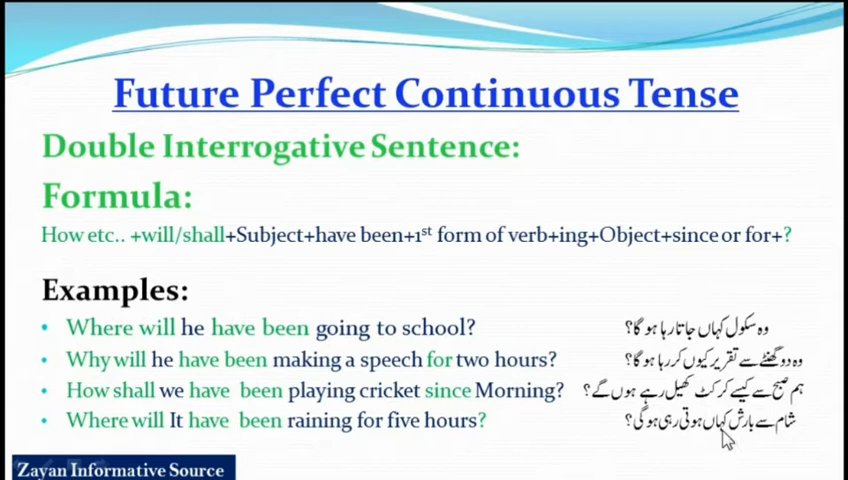 Future Perfect Continuous Tense
Double Interrogative Sentence:
Formula:
How etc.. +will/shall+Subject+have been+1st form of verb+ing+Object+since or for+?
Examples:
• Where will he have been going to school? وہ سکول کہاں جاتا رہا ہو گا؟
• Why will he have been making a speech for two hours? وہ دو گھنٹے سے تقریر کیوں کر رہا ہو گا؟
• How shall we have been playing cricket since Morning? ہم صبح سے کیسے کرکٹ کھیل رہے ہوں گے؟
• Where will It have been raining for five hours? شام سے بارش کہاں ہوتی رہی ہو گی؟
Zayan Informative Source